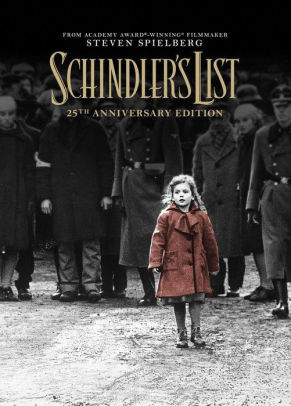 FROM ACADEMY AWARD®-WINNING® FILMMAKER
STEVEN SPIELBERG
SCHINDLER'S LIST
25TH ANNIVERSARY EDITION